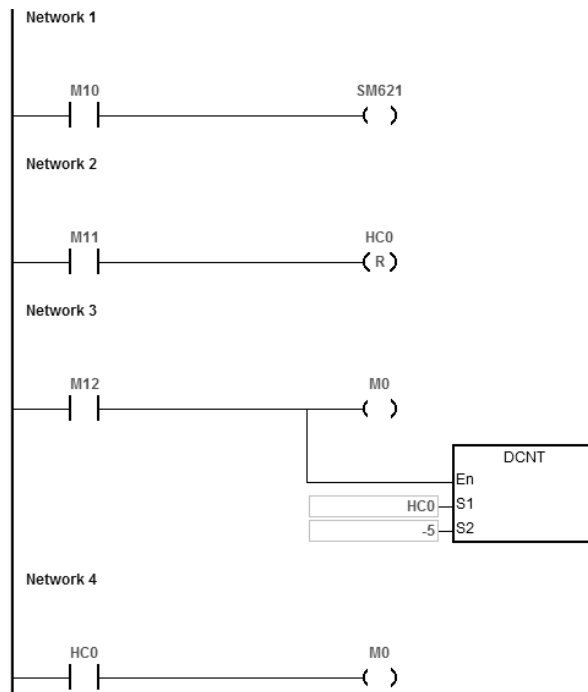 Network 1
M10 SM621
Network 2
M11 HC0
R
Network 3
M12 M0
DCNT
En
HC0 S1
-5 S2
Network 4
HC0 M0